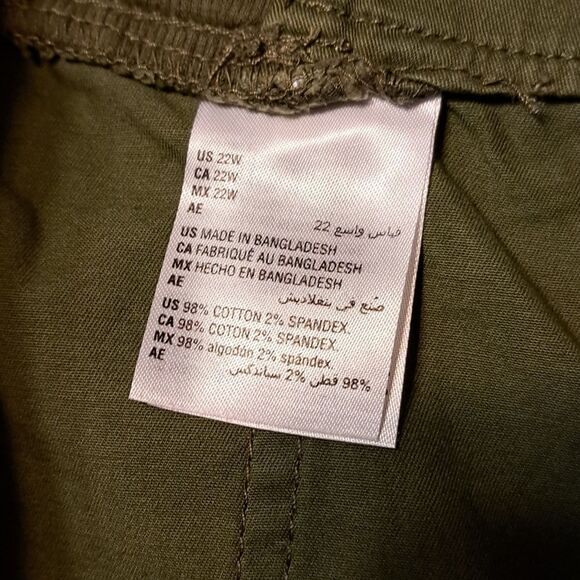 US 22W
CA 22W
MX 22W
AE قياس واسع 22
US MADE IN BANGLADESH
CA FABRIQUÉ AU BANGLADESH
MX HECHO EN BANGLADESH
AE صنع في بنغلاديش
US 98% COTTON 2% SPANDEX.
CA 98% COTON 2% SPANDEX.
MX 98% algodón 2% spándex.
AE 98% قطن 2% سباندكس